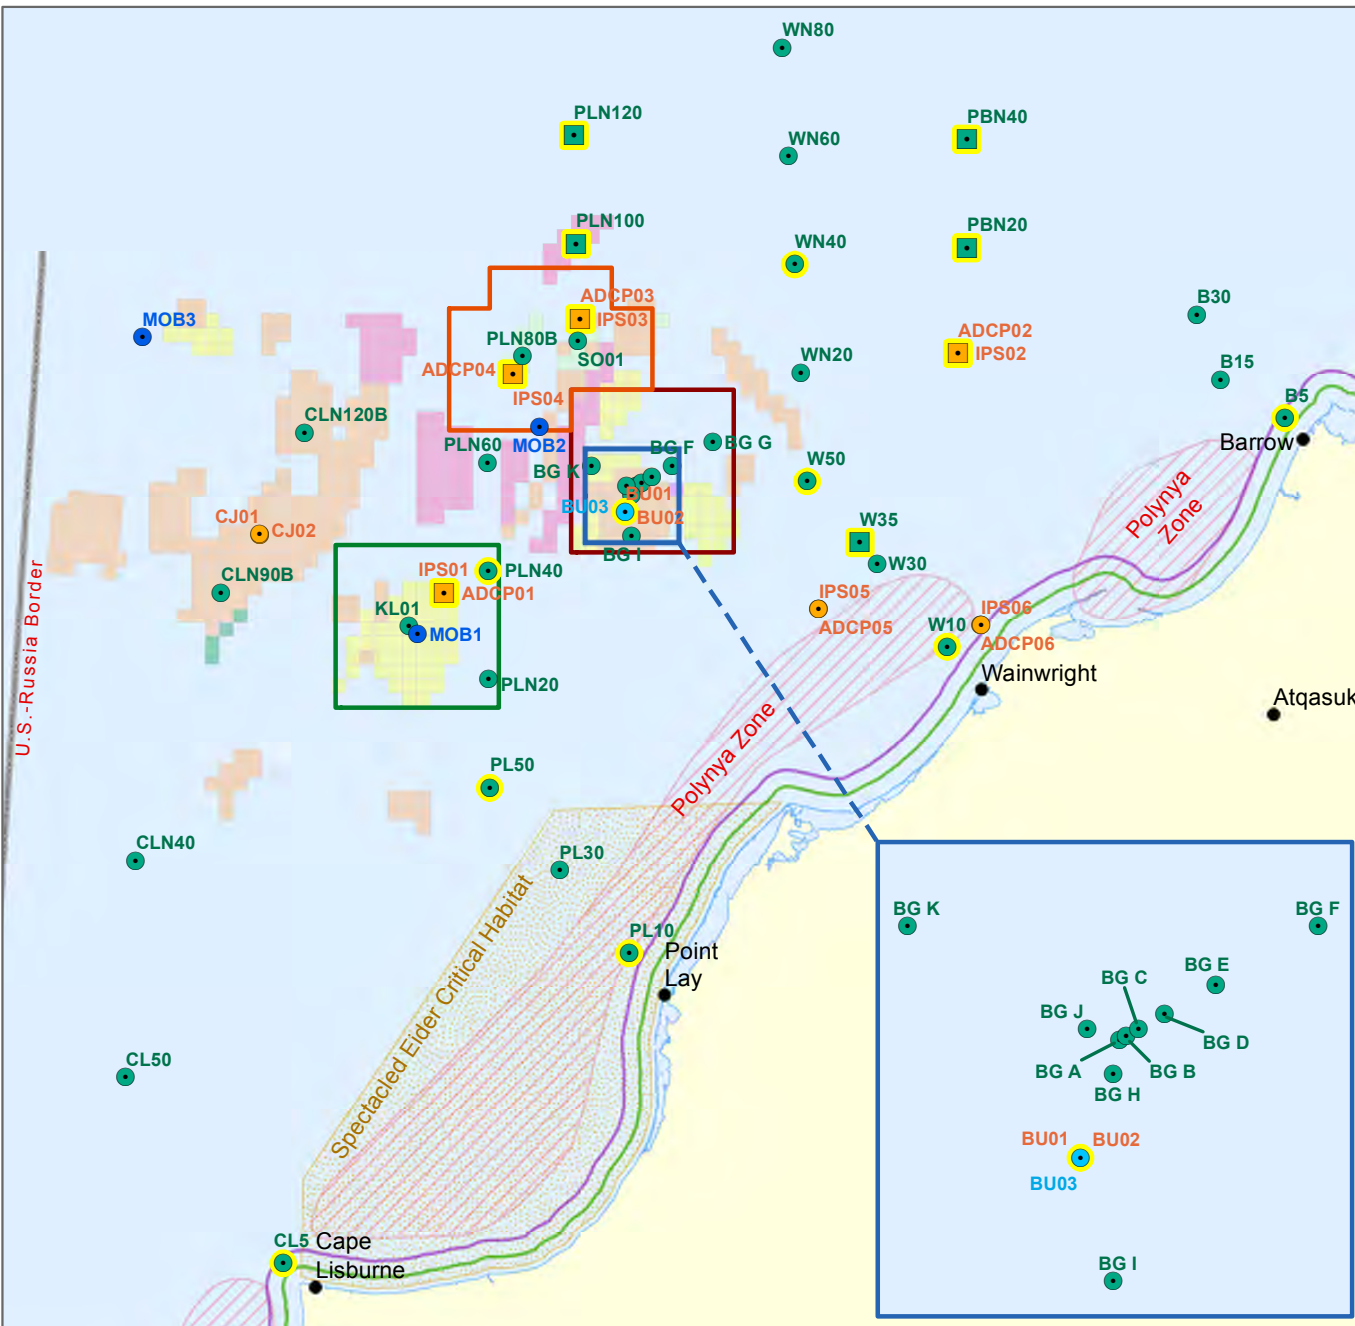 WN80
PLN120
PBN40
WN60
PLN100
PBN20
WN40
ADCP03
B30
MOB3
IPS03
ADCP02
PLN80B
IPS02
SO01
ADCP04
WN20
B15
IPS04
B5
CLN120B
MOB2
PLN60
BG F
BG G
Barrow
BG K
W50
Polynya
Zone
BU01
BU03
BU02
CJ01
CJ02
W35
BG I
W30
U.S.-Russia Border
CLN90B
IPS01
PLN40
ADCP01
IPS05
KL01
IPS06
MOB1
ADCP05
W10
ADCP06
Wainwright
PLN20
Atqasuk
Polynya Zone
PL50
CLN40
PL30
Spectacled Eider Critical Habitat
PL10
Point
Lay
CL50
CL5
Cape
Lisburne
BG K
BG F
BG E
BG C
BG J
BG D
BG A
BG B
BG H
BU01
BU02
BU03
BG I